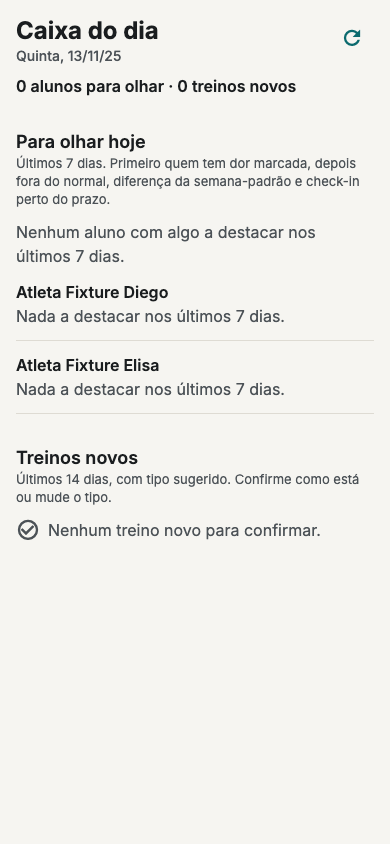 Caixa do dia
Quinta, 13/11/25
0 alunos para olhar · 0 treinos novos
Para olhar hoje
Últimos 7 dias. Primeiro quem tem dor marcada, depois
fora do normal, diferença da semana-padrão e check-in
perto do prazo.
Nenhum aluno com algo a destacar nos
últimos 7 dias.
Atleta Fixture Diego
Nada a destacar nos últimos 7 dias.
Atleta Fixture Elisa
Nada a destacar nos últimos 7 dias.
Treinos novos
Últimos 14 dias, com tipo sugerido. Confirme como está
ou mude o tipo.
Nenhum treino novo para confirmar.